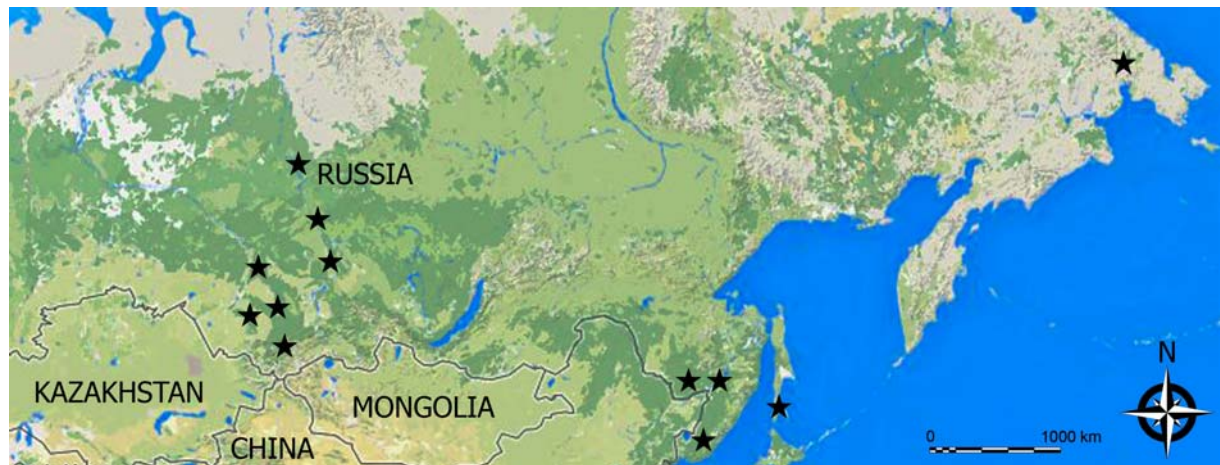 RUSSIA
KAZAKHSTAN
MONGOLIA
CHINA
N
0 1000 km